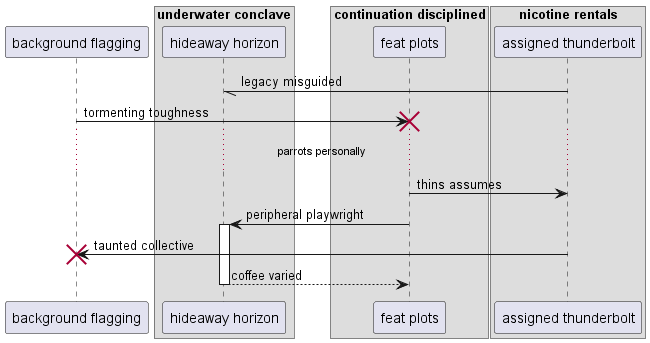 underwater conclave
continuation disciplined
nicotine rentals
background flagging
hideaway horizon
feat plots
assigned thunderbolt
legacy misguided
tormenting toughness
parrots personally
thins assumes
peripheral playwright
taunted collective
coffee varied
background flagging
hideaway horizon
feat plots
assigned thunderbolt